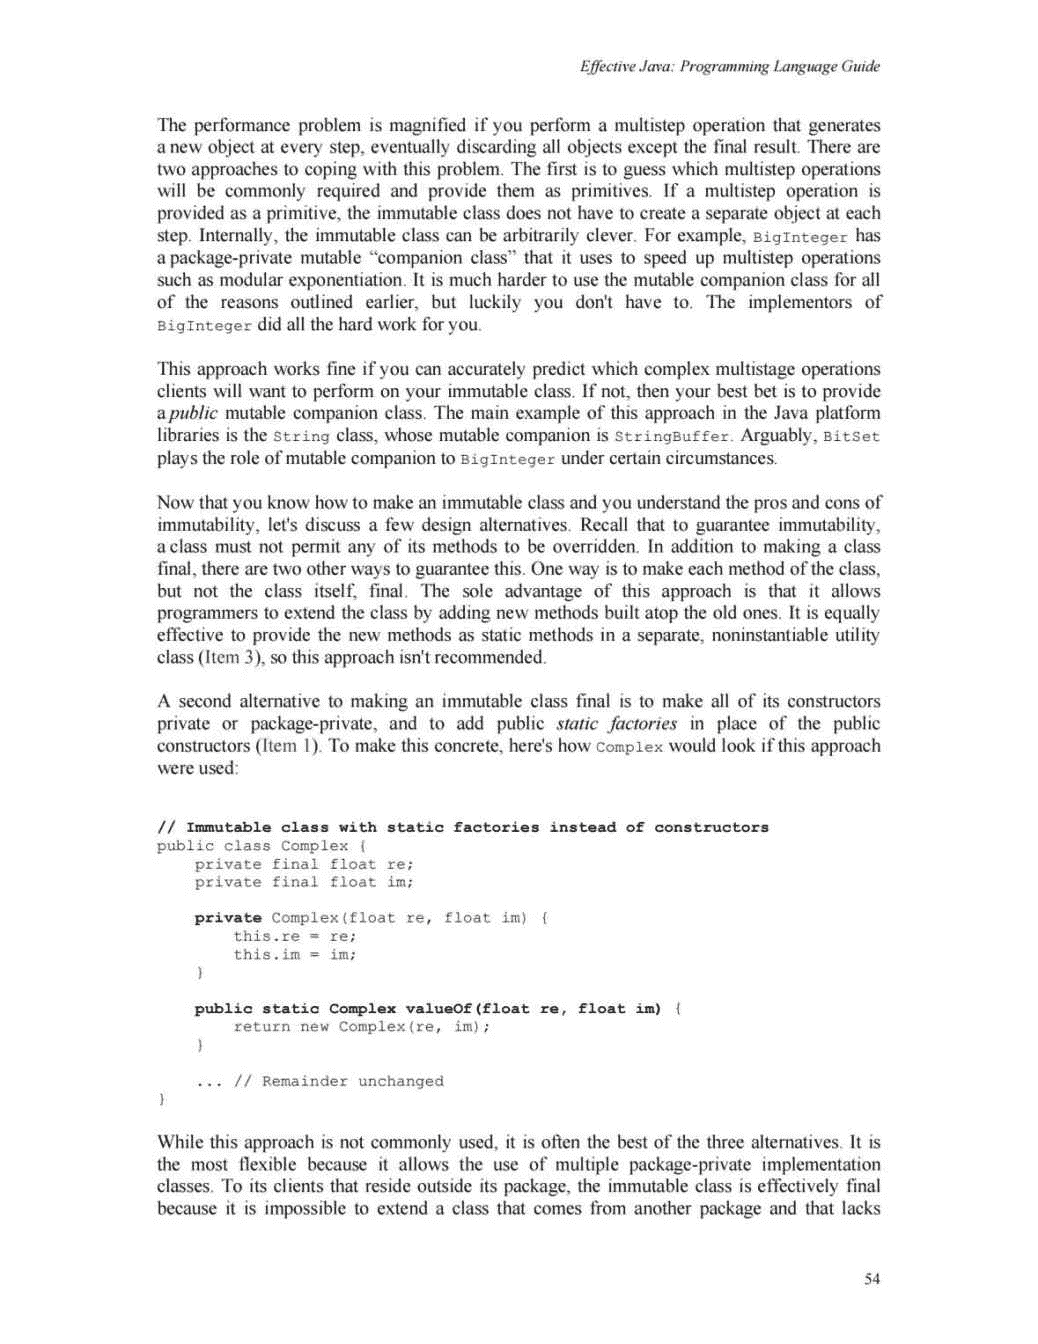 Effective Java: Programming Language Guide
The performance problem is magnified if you perform a multistep operation that generates
a new object at every step, eventually discarding all objects except the final result. There are
two approaches to coping with this problem. The first is to guess which multistep operations
will be commonly required and provide them as primitives. If a multistep operation is
provided as a primitive, the immutable class does not have to create a separate object at each
step. Internally, the immutable class can be arbitrarily clever. For example, BigInteger has
a package-private mutable “companion class” that it uses to speed up multistep operations
such as modular exponentiation. It is much harder to use the mutable companion class for all
of the reasons outlined earlier, but luckily you don't have to. The implementors of
BigInteger did all the hard work for you.
This approach works fine if you can accurately predict which complex multistage operations
clients will want to perform on your immutable class. If not, then your best bet is to provide
a public mutable companion class. The main example of this approach in the Java platform
libraries is the String class, whose mutable companion is StringBuffer. Arguably, BitSet
plays the role of mutable companion to BigInteger under certain circumstances.
Now that you know how to make an immutable class and you understand the pros and cons of
immutability, let's discuss a few design alternatives. Recall that to guarantee immutability,
a class must not permit any of its methods to be overridden. In addition to making a class
final, there are two other ways to guarantee this. One way is to make each method of the class,
but not the class itself, final. The sole advantage of this approach is that it allows
programmers to extend the class by adding new methods built atop the old ones. It is equally
effective to provide the new methods as static methods in a separate, noninstantiable utility
class (Item 3), so this approach isn't recommended.
A second alternative to making an immutable class final is to make all of its constructors
private or package-private, and to add public static factories in place of the public
constructors (Item 1). To make this concrete, here's how Complex would look if this approach
were used:
// Immutable class with static factories instead of constructors
public class Complex {
    private final float re;
    private final float im;
    private Complex(float re, float im) {
        this.re = re;
        this.im = im;
    }
    public static Complex valueOf(float re, float im) {
        return new Complex(re, im);
    }
    ... // Remainder unchanged
}
While this approach is not commonly used, it is often the best of the three alternatives. It is
the most flexible because it allows the use of multiple package-private implementation
classes. To its clients that reside outside its package, the immutable class is effectively final
because it is impossible to extend a class that comes from another package and that lacks
54